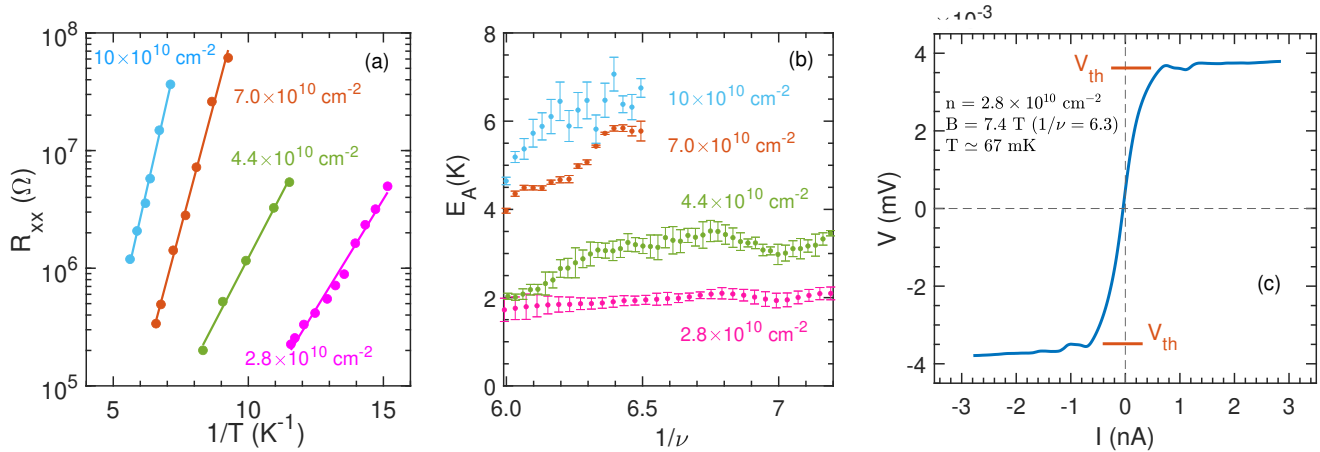 (a)
10×10¹⁰ cm⁻²
7.0×10¹⁰ cm⁻²
4.4×10¹⁰ cm⁻²
2.8×10¹⁰ cm⁻²
10⁸
10⁷
10⁶
10⁵
Rxx (Ω)
5 10 15
1/T (K⁻¹)
(b)
10×10¹⁰ cm⁻²
7.0×10¹⁰ cm⁻²
4.4×10¹⁰ cm⁻²
2.8×10¹⁰ cm⁻²
8
6
4
2
0
E_A(K)
6.0 6.5 7
1/ν
V_th
n = 2.8 × 10¹⁰ cm⁻²
B = 7.4 T (1/ν = 6.3)
T ≃ 67 mK
V_th
(c)
4
2
0
-2
-4
V (mV)
-3 -2 -1 0 1 2 3
I (nA)